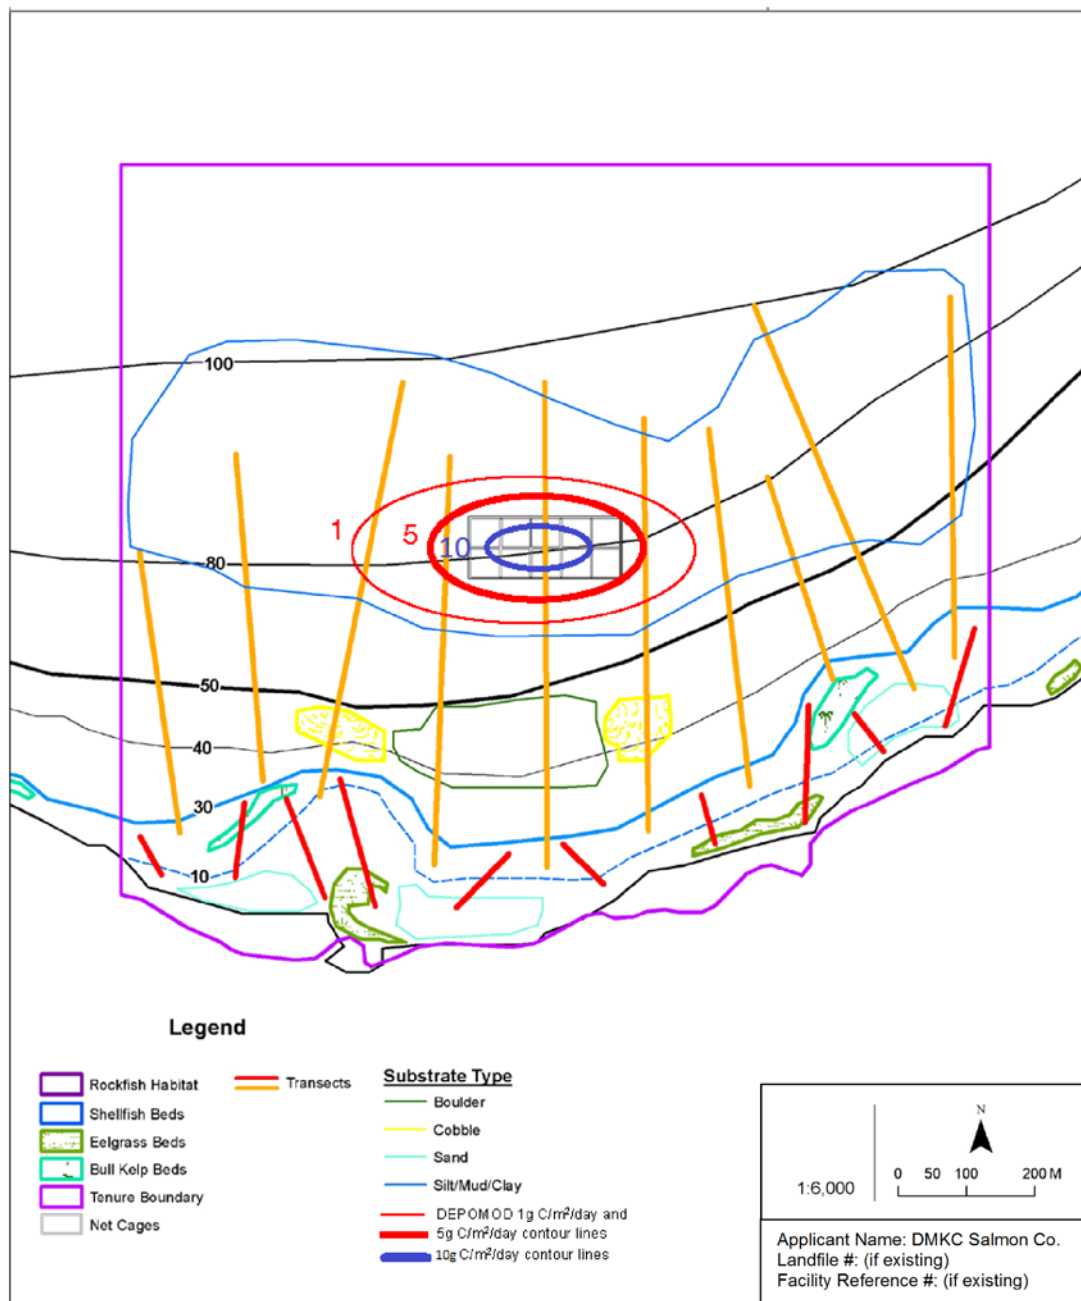 100
1
5
10
80
50
40
30
10
Legend
Rockfish Habitat
Shellfish Beds
Eelgrass Beds
Bull Kelp Beds
Tenure Boundary
Net Cages
Transects
Substrate Type
Boulder
Cobble
Sand
Silt/Mud/Clay
DEPOMOD 1g C/m²/day and
5g C/m²/day contour lines
10g C/m²/day contour lines
N
0 50 100 200 M
1:6,000
Applicant Name: DMKC Salmon Co.
Landfile #: (if existing)
Facility Reference #: (if existing)